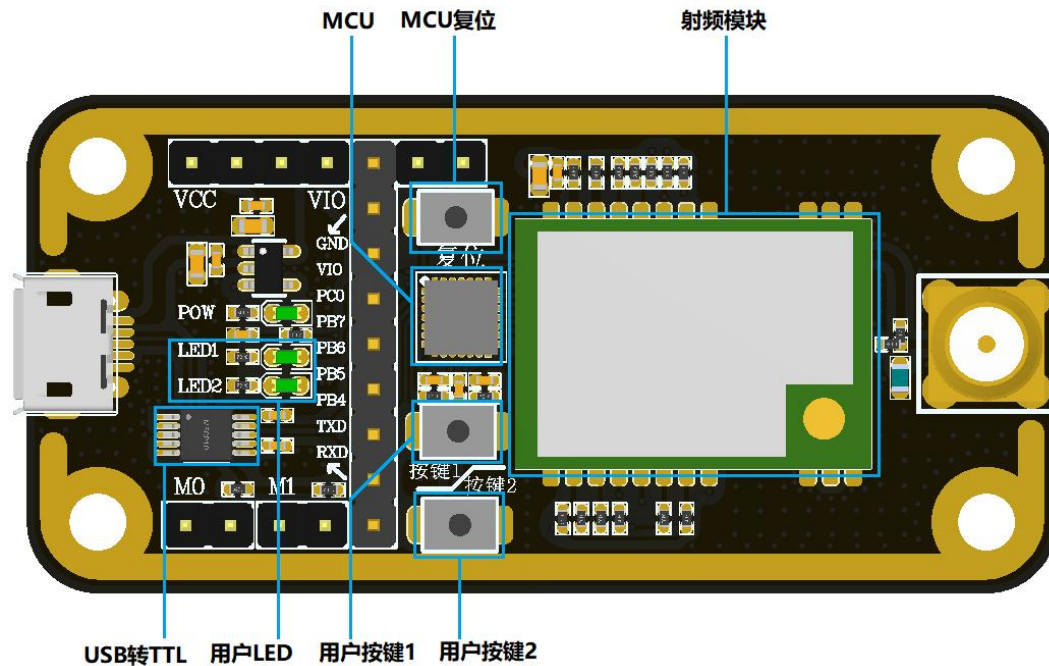 MCU
MCU复位
射频模块
VCC
VIO
GND
VIO
PC0
PB7
PB6
PB5
PB4
TXD
RXD
复位
POW
LED1
LED2
M0
M1
按键1
按键2
USB转TTL
用户LED
用户按键1
用户按键2